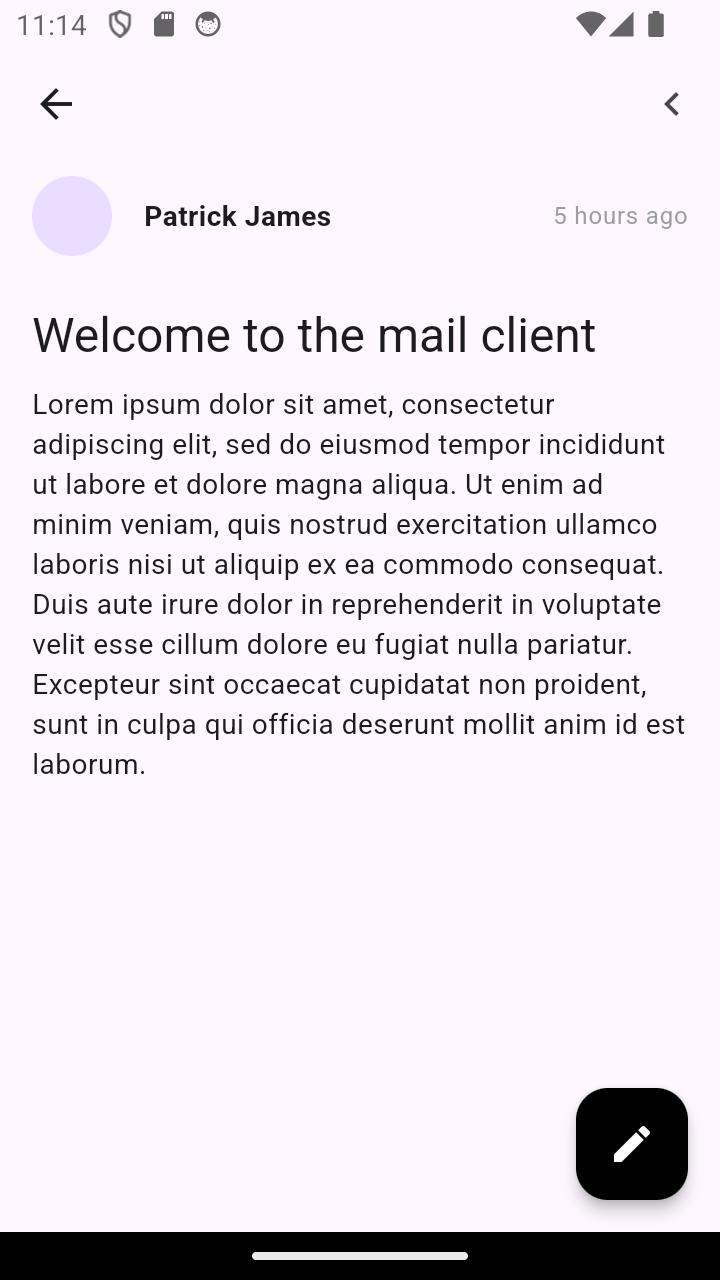 11:14
Patrick James
5 hours ago
Welcome to the mail client
Lorem ipsum dolor sit amet, consectetur
adipiscing elit, sed do eiusmod tempor incididunt
ut labore et dolore magna aliqua. Ut enim ad
minim veniam, quis nostrud exercitation ullamco
laboris nisi ut aliquip ex ea commodo consequat.
Duis aute irure dolor in reprehenderit in voluptate
velit esse cillum dolore eu fugiat nulla pariatur.
Excepteur sint occaecat cupidatat non proident,
sunt in culpa qui officia deserunt mollit anim id est
laborum.